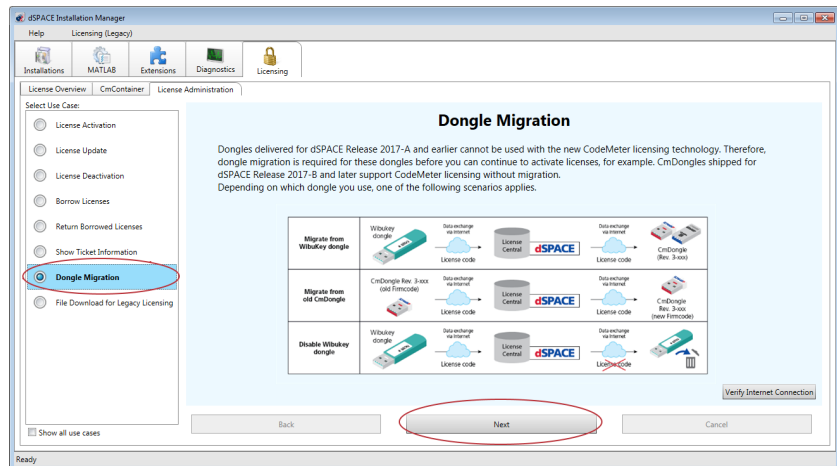 dSPACE Installation Manager
Help Licensing (Legacy)
Installations MATLAB Extensions Diagnostics Licensing
License Overview CmContainer License Administration
Select Use Case:
License Activation
License Update
License Deactivation
Borrow Licenses
Return Borrowed Licenses
Show Ticket Information
Dongle Migration
File Download for Legacy Licensing
Show all use cases
Dongle Migration
Dongles delivered for dSPACE Release 2017-A and earlier cannot be used with the new CodeMeter licensing technology. Therefore,
dongle migration is required for these dongles before you can continue to activate licenses, for example. CmDongles shipped for
dSPACE Release 2017-B and later support CodeMeter licensing without migration.
Depending on which dongle you use, one of the following scenarios applies.
Migrate from
WibuKey dongle
Wibukey
dongle
Data exchange
via internet
License code
License
Central
dSPACE
Data exchange
via internet
License code
CmDongle
(Rev. 3-xxx)
Migrate from
old CmDongle
CmDongle Rev. 3-xxx
(old Firmcode)
Data exchange
via internet
License code
License
Central
dSPACE
Data exchange
via internet
License code
CmDongle
Rev. 3-xxx
(new Firmcode)
Disable Wibukey
dongle
Wibukey
dongle
Data exchange
via internet
License code
License
Central
dSPACE
Data exchange
via internet
License code
Verify Internet Connection
Back Next Cancel
Ready